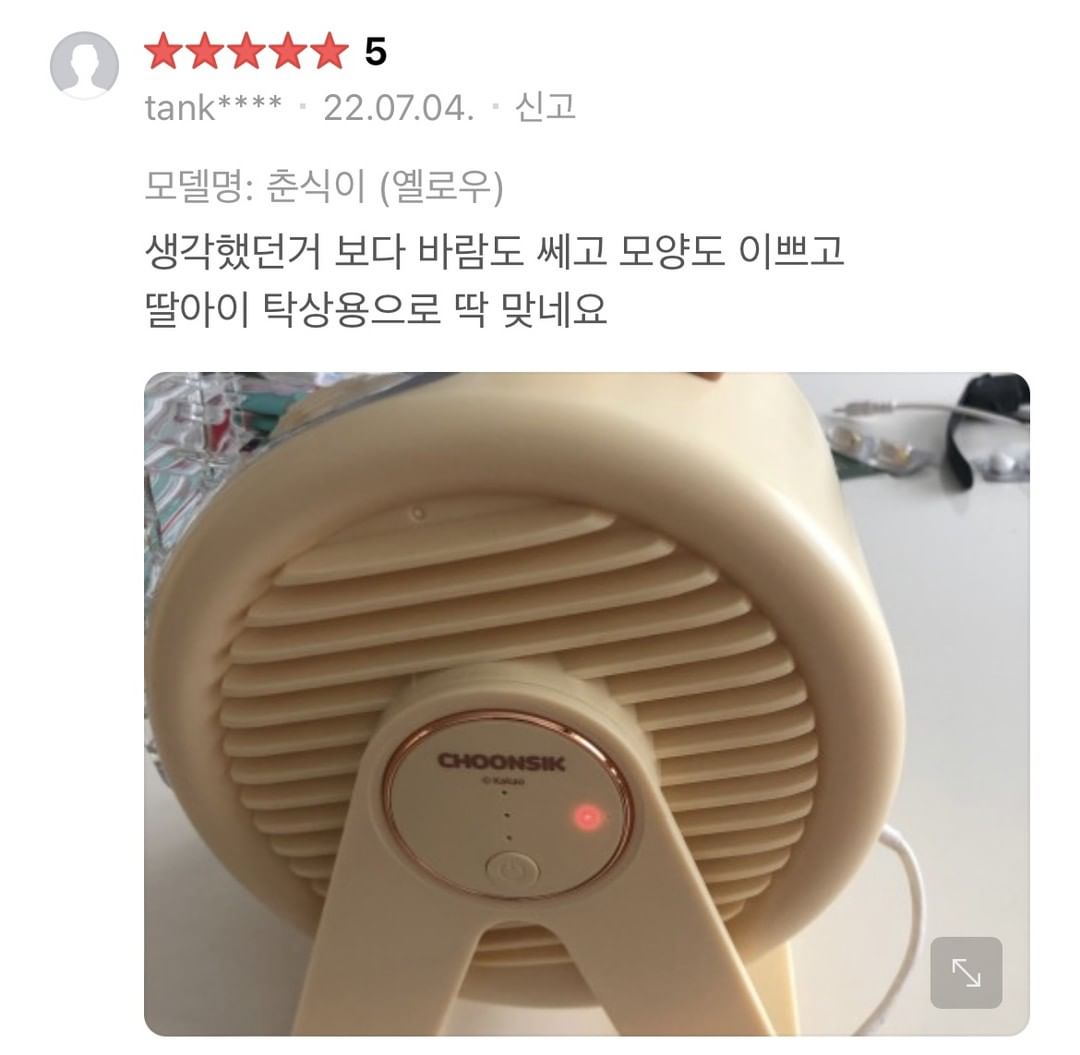 5
tank**** · 22.07.04. · 신고
모델명: 춘식이 (옐로우)
생각했던거 보다 바람도 쎄고 모양도 이쁘고
딸아이 탁상용으로 딱 맞네요
CHOONSIK
© Kakao